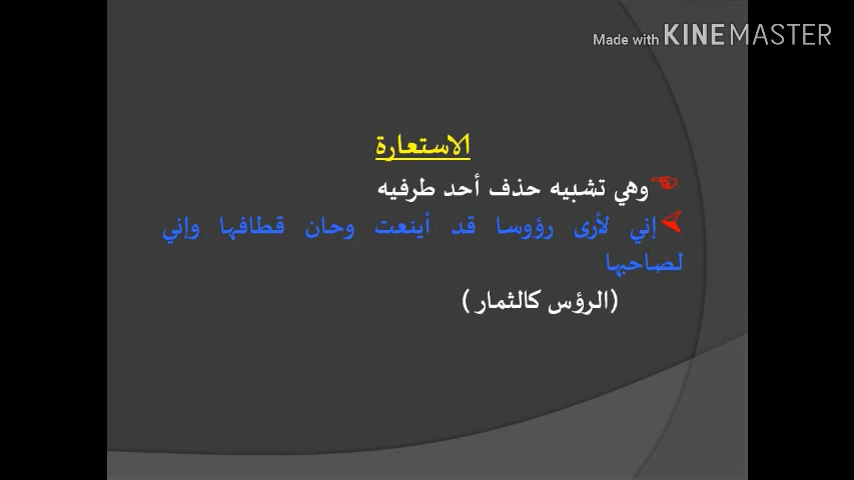 Made with KINEMASTER
الاستعارة
وهي تشبيه حذف أحد طرفيه
إني لأرى رؤوسا قد أينعت وحان قطافها وإني
لصاحبها
(الرؤس كالثمار)